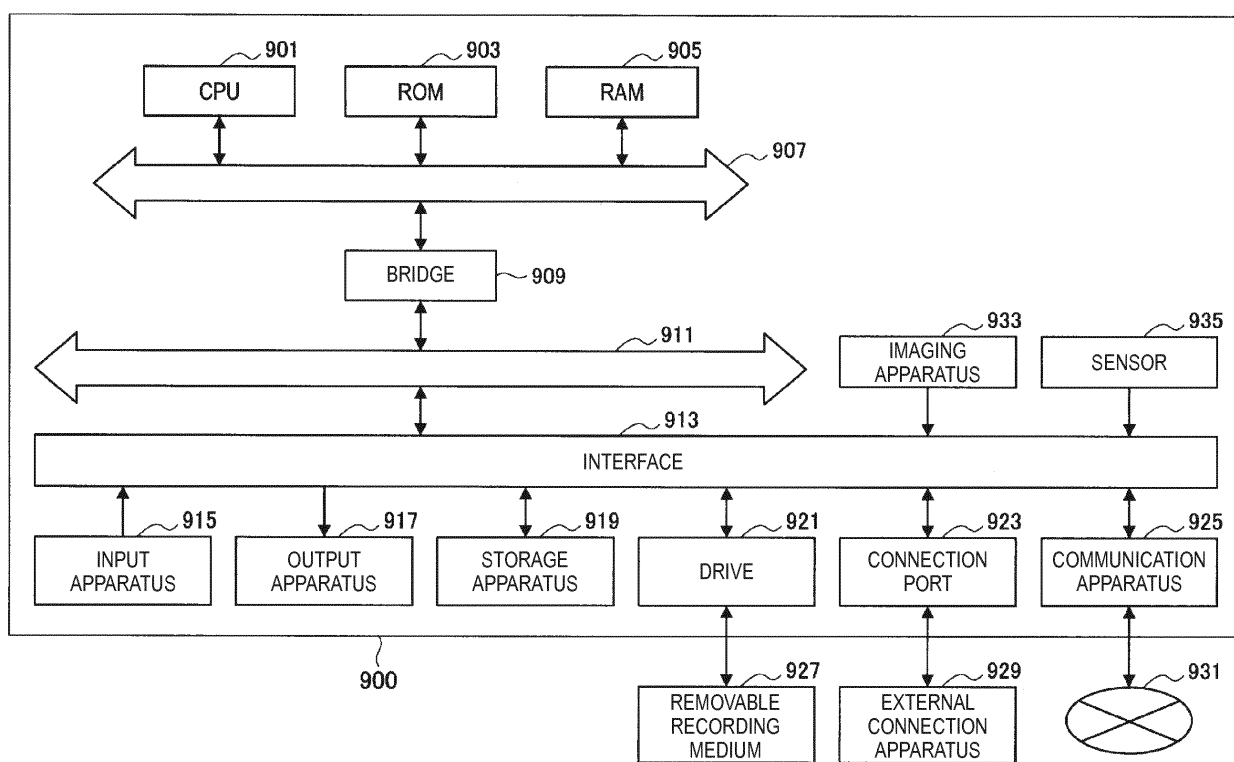 901
903
905
CPU
ROM
RAM
907
BRIDGE
909
911
933
935
IMAGING
APPARATUS
SENSOR
913
INTERFACE
915
917
919
921
923
925
INPUT
APPARATUS
OUTPUT
APPARATUS
STORAGE
APPARATUS
DRIVE
CONNECTION
PORT
COMMUNICATION
APPARATUS
900
927
929
931
REMOVABLE
RECORDING
MEDIUM
EXTERNAL
CONNECTION
APPARATUS